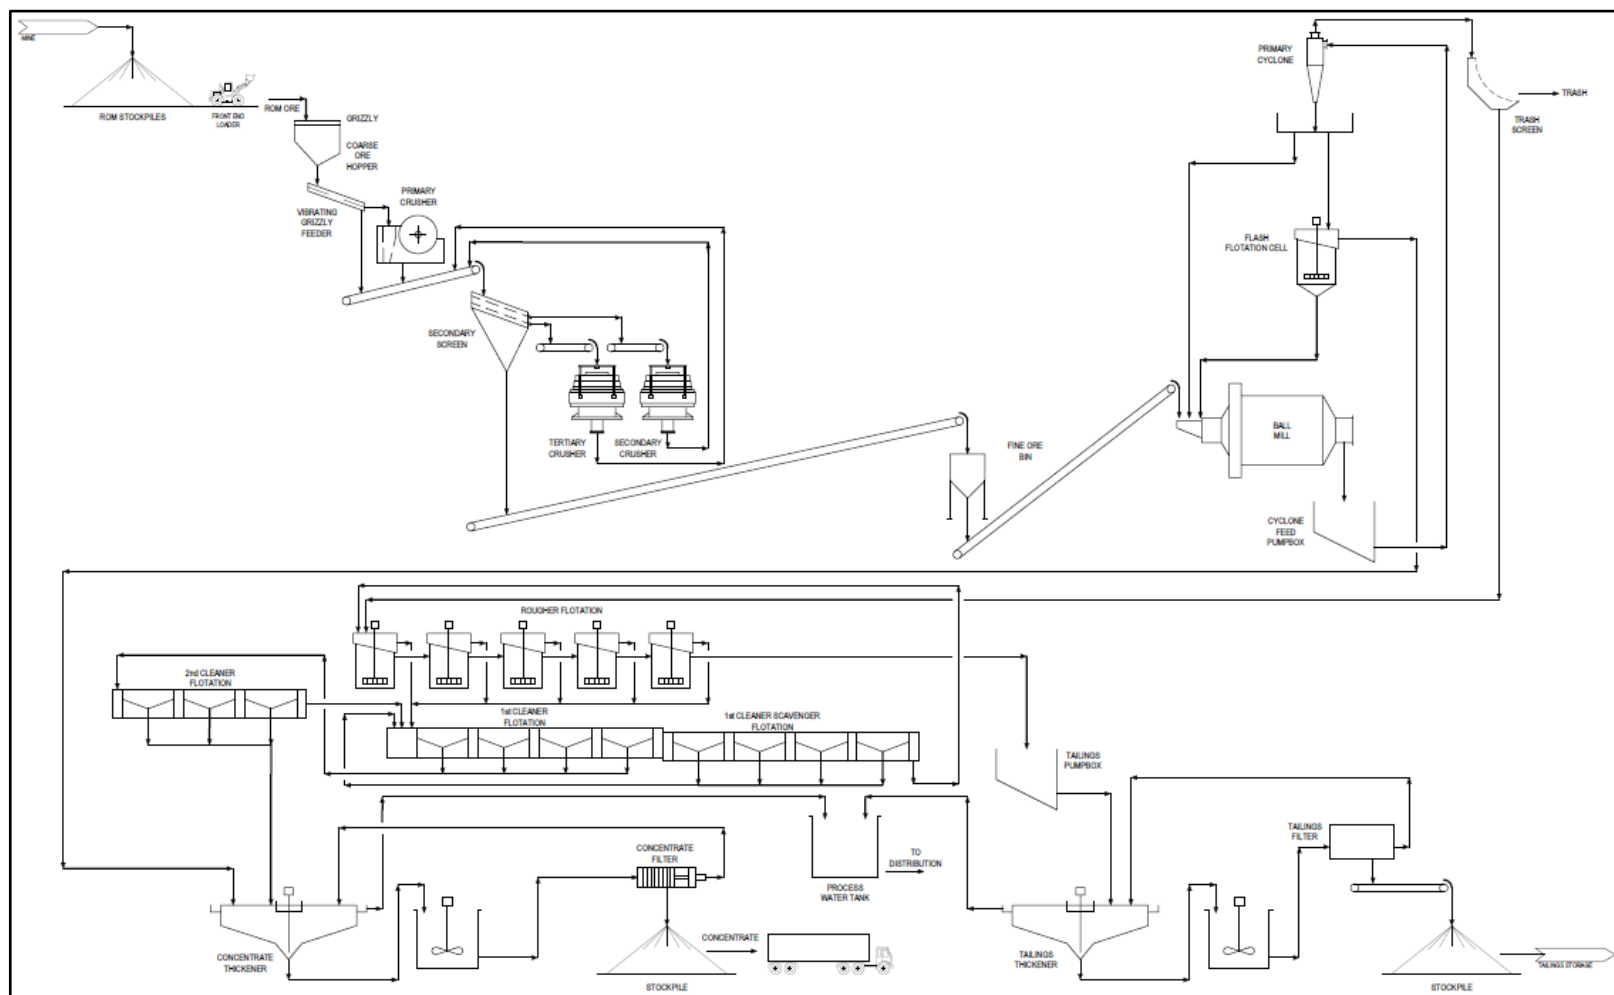 MINE
ROM STOCKPILES
FRONT END
LOADER
ROM ORE
GRIZZLY
COARSE
ORE
HOPPER
VIBRATING
GRIZZLY
FEEDER
PRIMARY
CRUSHER
SECONDARY
SCREEN
TERTIARY
CRUSHER
SECONDARY
CRUSHER
FINE ORE
BIN
PRIMARY
CYCLONE
TRASH
TRASH
SCREEN
FLASH
FLOTATION CELL
BALL
MILL
CYCLONE
FEED
PUMPBOX
ROUGHER FLOTATION
2nd CLEANER
FLOTATION
1st CLEANER
FLOTATION
1st CLEANER SCAVENGER
FLOTATION
TAILINGS
PUMPBOX
CONCENTRATE
FILTER
TO
DISTRIBUTION
PROCESS
WATER TANK
TAILINGS
FILTER
CONCENTRATE
THICKENER
CONCENTRATE
STOCKPILE
TAILINGS
THICKENER
STOCKPILE
TAILINGS STORAGE